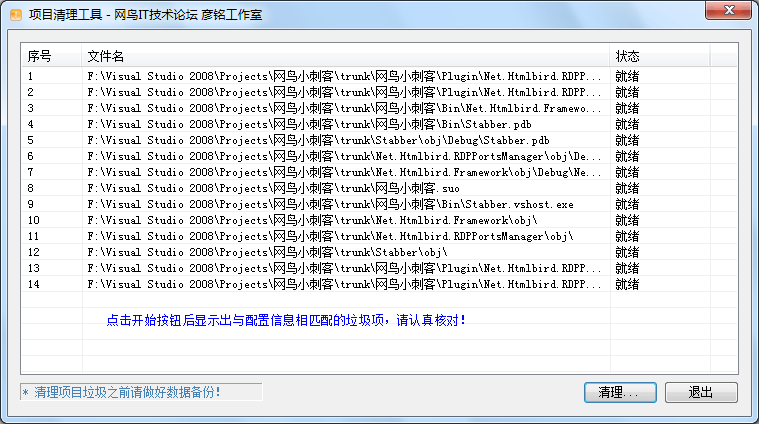 项目清理工具 - 网鸟IT技术论坛 彦铭工作室
序号 文件名 状态
1 F:\Visual Studio 2008\Projects\网鸟小刺客\trunk\网鸟小刺客\Plugin\Net.Htmlbird.RDPP... 就绪
2 F:\Visual Studio 2008\Projects\网鸟小刺客\trunk\网鸟小刺客\Plugin\Net.Htmlbird.RDPP... 就绪
3 F:\Visual Studio 2008\Projects\网鸟小刺客\trunk\网鸟小刺客\Bin\Net.Htmlbird.Framewo... 就绪
4 F:\Visual Studio 2008\Projects\网鸟小刺客\trunk\网鸟小刺客\Bin\Stabber.pdb 就绪
5 F:\Visual Studio 2008\Projects\网鸟小刺客\trunk\Stabber\obj\Debug\Stabber.pdb 就绪
6 F:\Visual Studio 2008\Projects\网鸟小刺客\trunk\Net.Htmlbird.RDPPortsManager\obj\De... 就绪
7 F:\Visual Studio 2008\Projects\网鸟小刺客\trunk\Net.Htmlbird.Framework\obj\Debug\Ne... 就绪
8 F:\Visual Studio 2008\Projects\网鸟小刺客\trunk\网鸟小刺客.suo 就绪
9 F:\Visual Studio 2008\Projects\网鸟小刺客\trunk\网鸟小刺客\Bin\Stabber.vshost.exe 就绪
10 F:\Visual Studio 2008\Projects\网鸟小刺客\trunk\Net.Htmlbird.Framework\obj\ 就绪
11 F:\Visual Studio 2008\Projects\网鸟小刺客\trunk\Net.Htmlbird.RDPPortsManager\obj\ 就绪
12 F:\Visual Studio 2008\Projects\网鸟小刺客\trunk\Stabber\obj\ 就绪
13 F:\Visual Studio 2008\Projects\网鸟小刺客\trunk\网鸟小刺客\Plugin\Net.Htmlbird.RDPP... 就绪
14 F:\Visual Studio 2008\Projects\网鸟小刺客\trunk\网鸟小刺客\Plugin\Net.Htmlbird.RDPP... 就绪
点击开始按钮后显示出与配置信息相匹配的垃圾项，请认真核对！
* 清理项目垃圾之前请做好数据备份！ 清理... 退出